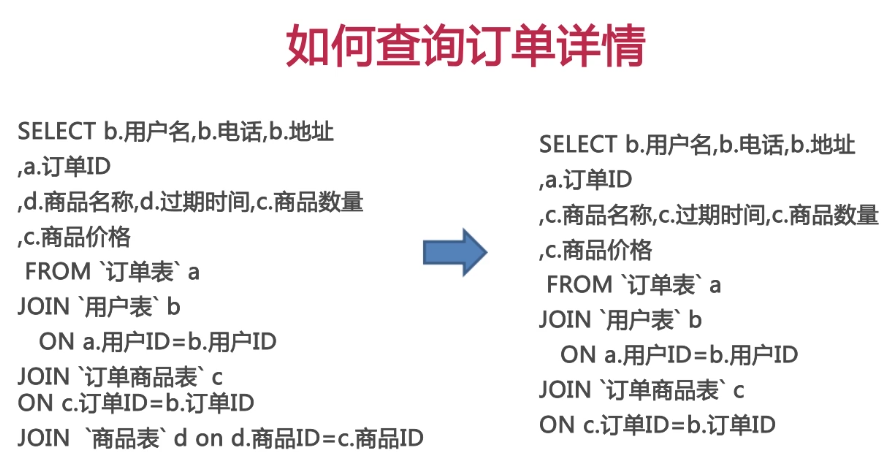 如何查询订单详情
SELECT b.用户名,b.电话,b.地址
,a.订单ID
,d.商品名称,d.过期时间,c.商品数量
,c.商品价格
FROM `订单表` a
JOIN `用户表` b
ON a.用户ID=b.用户ID
JOIN `订单商品表` c
ON c.订单ID=b.订单ID
JOIN `商品表` d on d.商品ID=c.商品ID
SELECT b.用户名,b.电话,b.地址
,a.订单ID
,c.商品名称,c.过期时间,c.商品数量
,c.商品价格
FROM `订单表` a
JOIN `用户表` b
ON a.用户ID=b.用户ID
JOIN `订单商品表` c
ON c.订单ID=b.订单ID